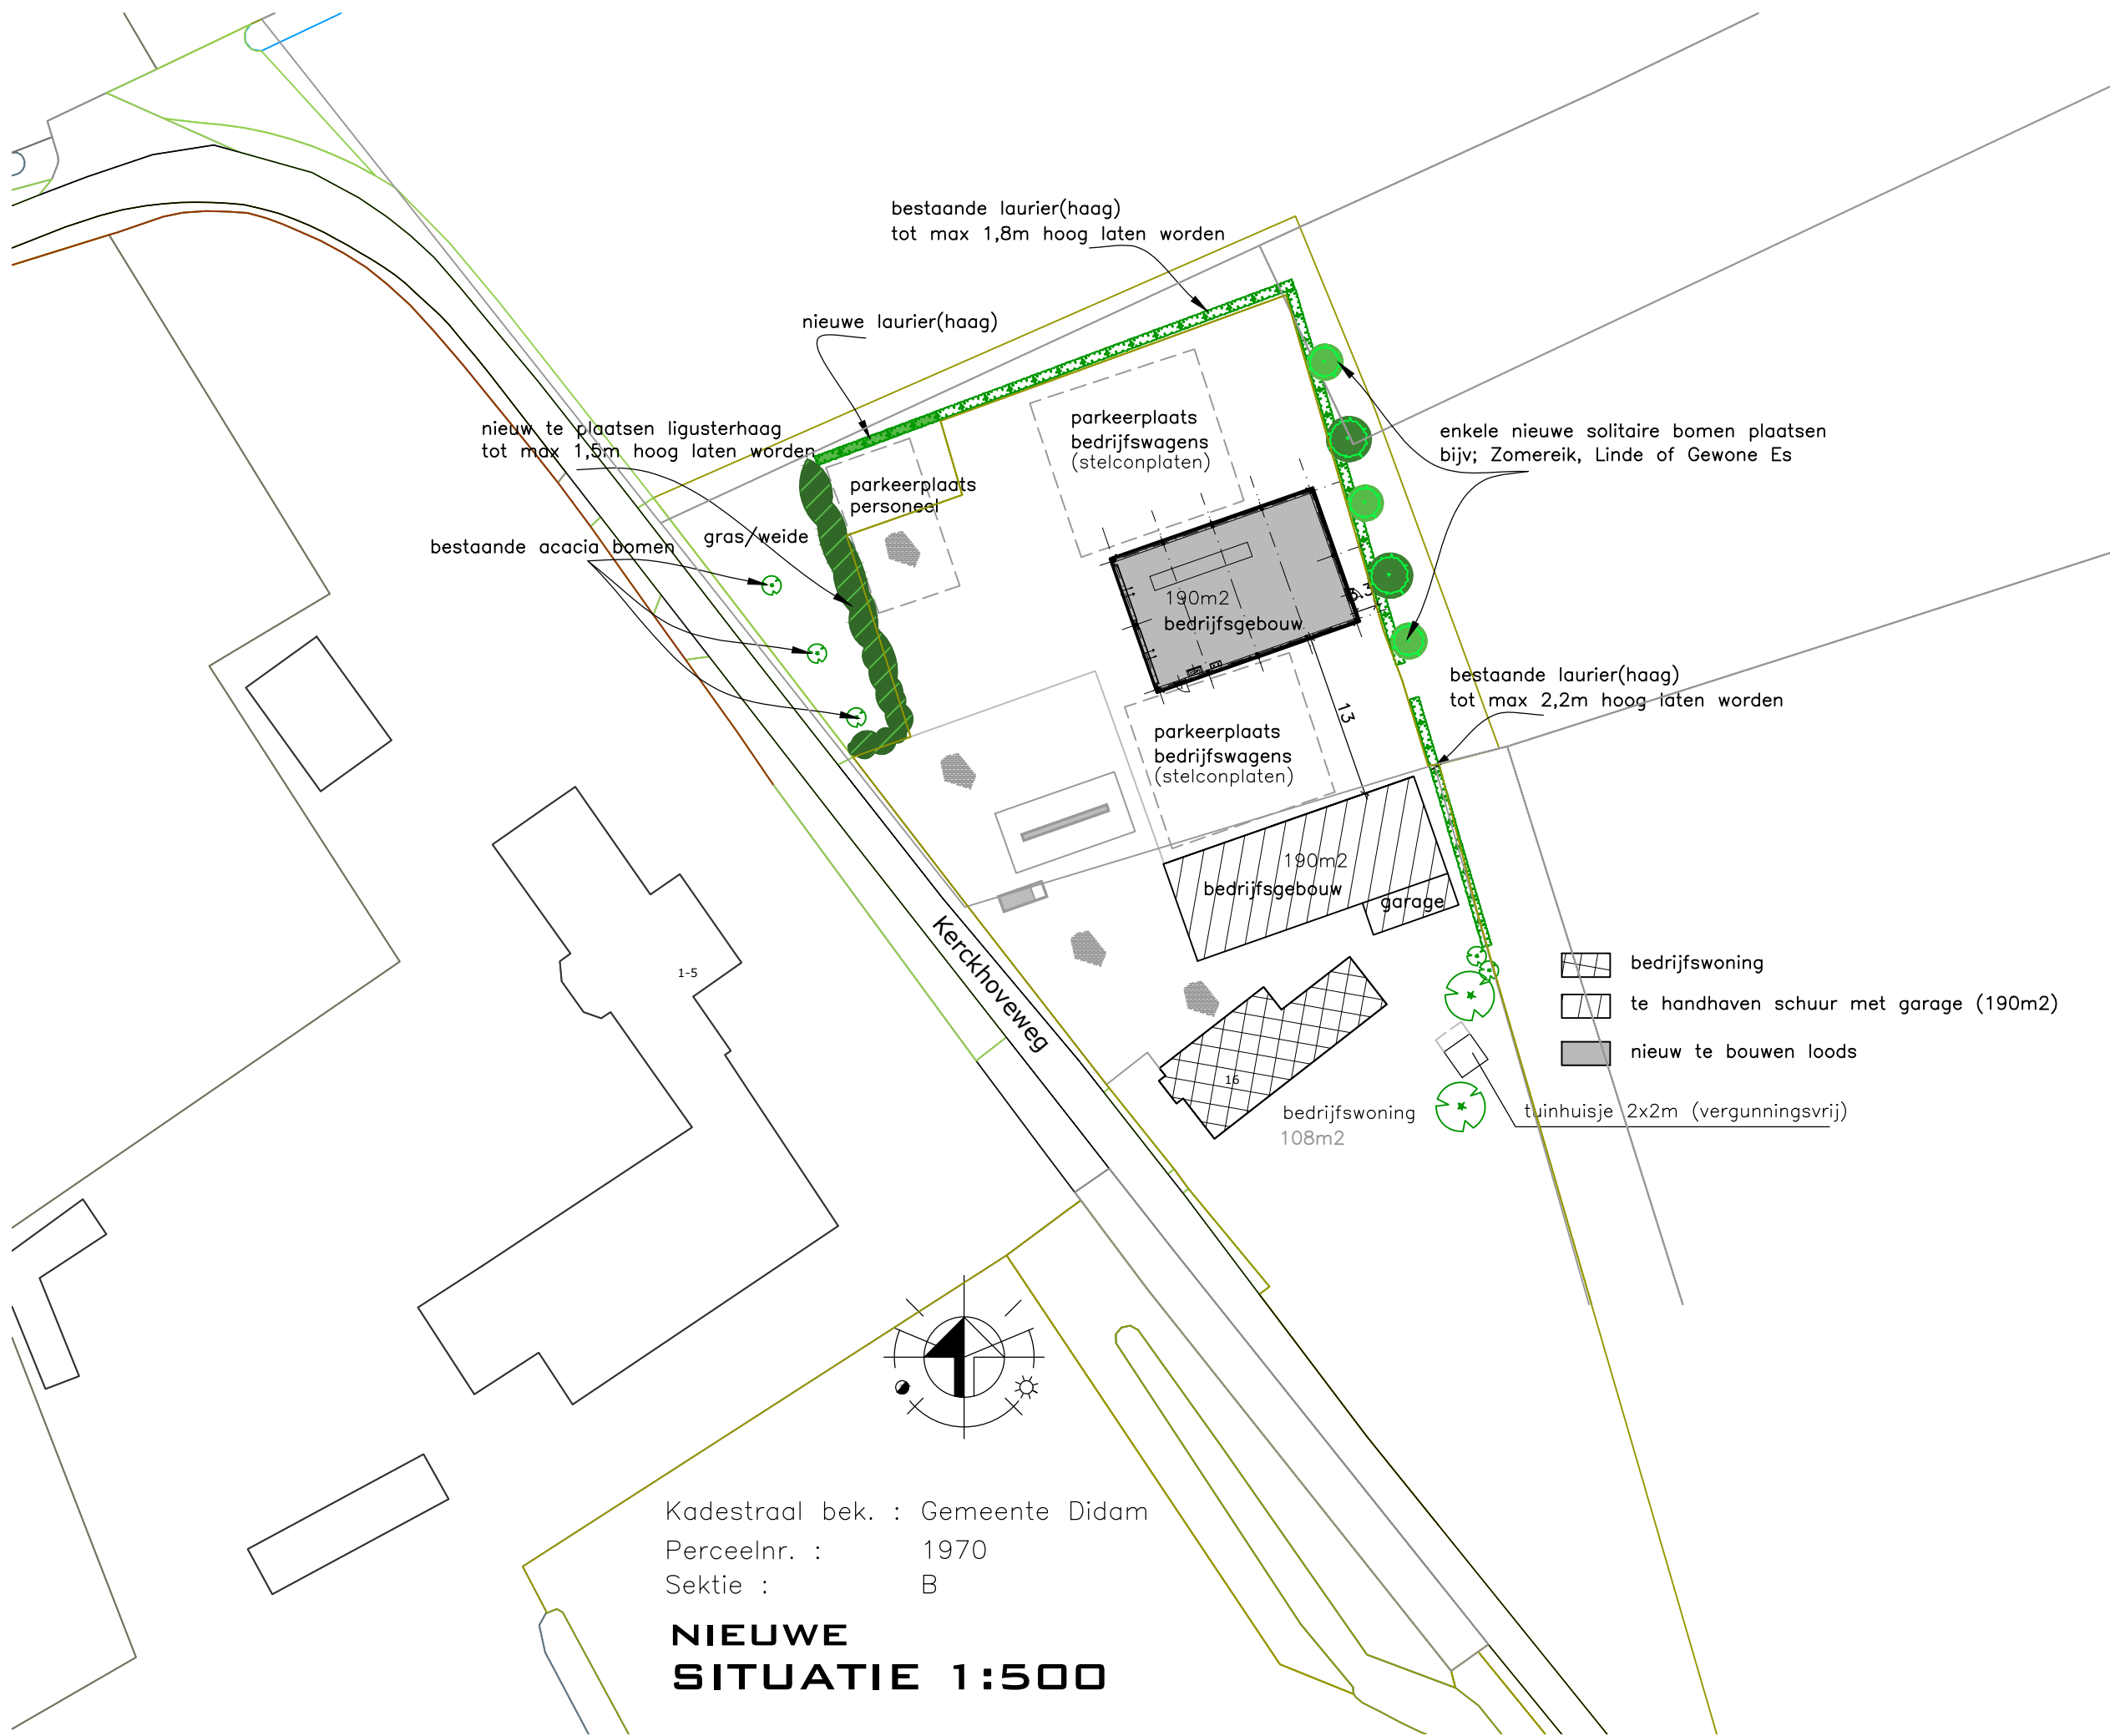 bestaande laurier(haag)
tot max 1,8m hoog laten worden
nieuwe laurier(haag)
nieuw te plaatsen ligusterhaag
tot max 1,5m hoog laten worden
parkeerplaats
bedrijfswagens
(stelconplaten)
enkele nieuwe solitaire bomen plaatsen
bijv; Zomereik, Linde of Gewone Es
parkeerplaats
personeel
gras/weide
bestaande acacia bomen
190m2
bedrijfsgebouw
bestaande laurier(haag)
tot max 2,2m hoog laten worden
13
parkeerplaats
bedrijfswagens
(stelconplaten)
190m2
bedrijfsgebouw
garage
Kerckhoveweg
1-5
bedrijfswoning
te handhaven schuur met garage (190m2)
nieuw te bouwen loods
16
bedrijfswoning
108m2
tuinhuisje 2x2m (vergunningsvrij)
Kadestraal bek. : Gemeente Didam
Perceelnr. : 1970
Sektie : B
NIEUWE
SITUATIE 1:500